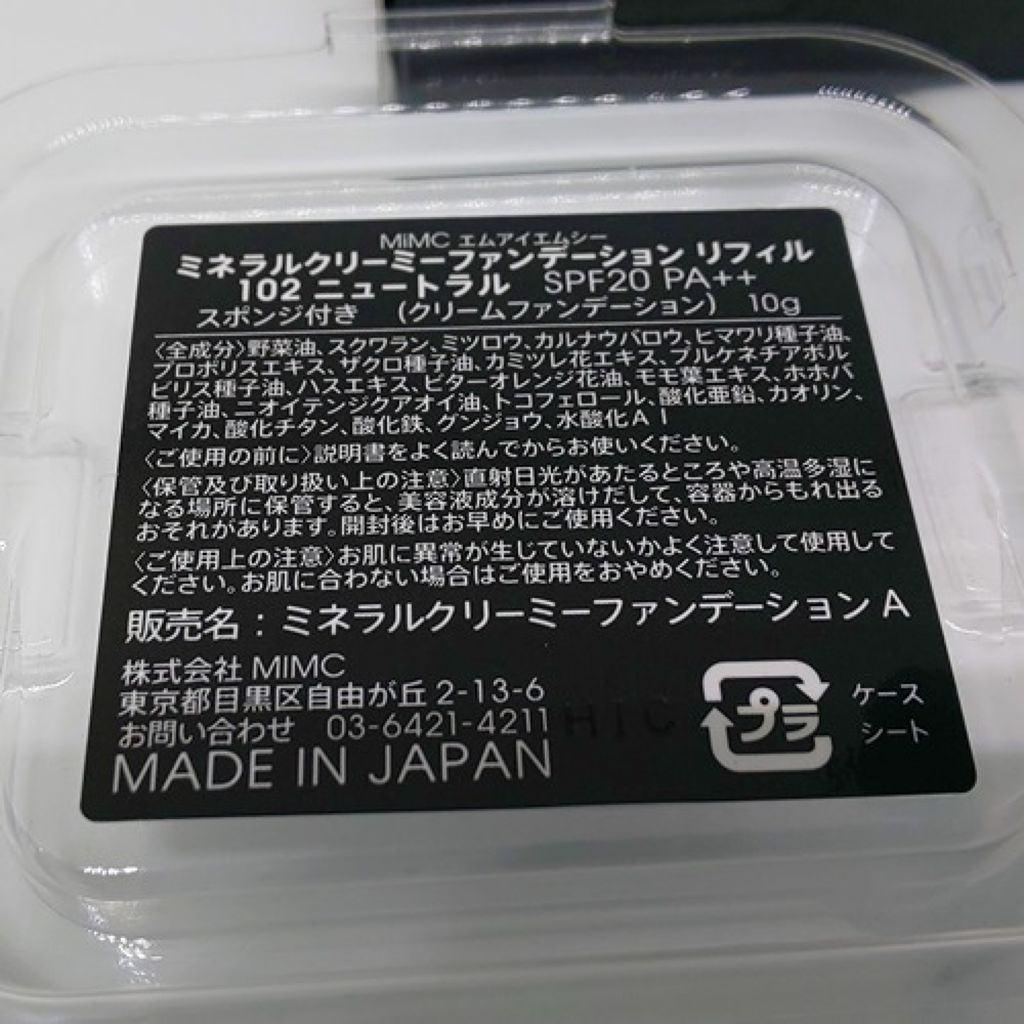 MiMC エムアイエムシー
ミネラルクリーミーファンデーション リフィル
102 ニュートラル SPF20 PA++
スポンジ付き （クリームファンデーション） 10g
〈全成分〉野菜油、スクワラン、ミツロウ、カルナウバロウ、ヒマワリ種子油、
プロポリスエキス、ザクロ種子油、カミツレ花エキス、プルケネチアボル
ビリス種子油、ハスエキス、ビターオレンジ花油、モモ葉エキス、ホホバ
種子油、ニオイテンジクアオイ油、トコフェロール、酸化亜鉛、カオリン、
マイカ、酸化チタン、酸化鉄、グンジョウ、水酸化Ａｌ
〈ご使用の前に〉説明書をよく読んでからお使いください。
〈保管及び取り扱い上の注意〉直射日光があたるところや高温多湿に
なる場所に保管すると、美容液成分が溶けだして、容器からもれ出る
おそれがあります。開封後はお早めにご使用ください。
〈ご使用上の注意〉お肌に異常が生じていないかよく注意して使用して
ください。お肌に合わない場合はご使用をおやめください。
販売名：ミネラルクリーミーファンデーション A
株式会社 MIMC
東京都目黒区自由が丘 2-13-6
お問い合わせ 03-6421-4211
MADE IN JAPAN
プラ
ケース
シート